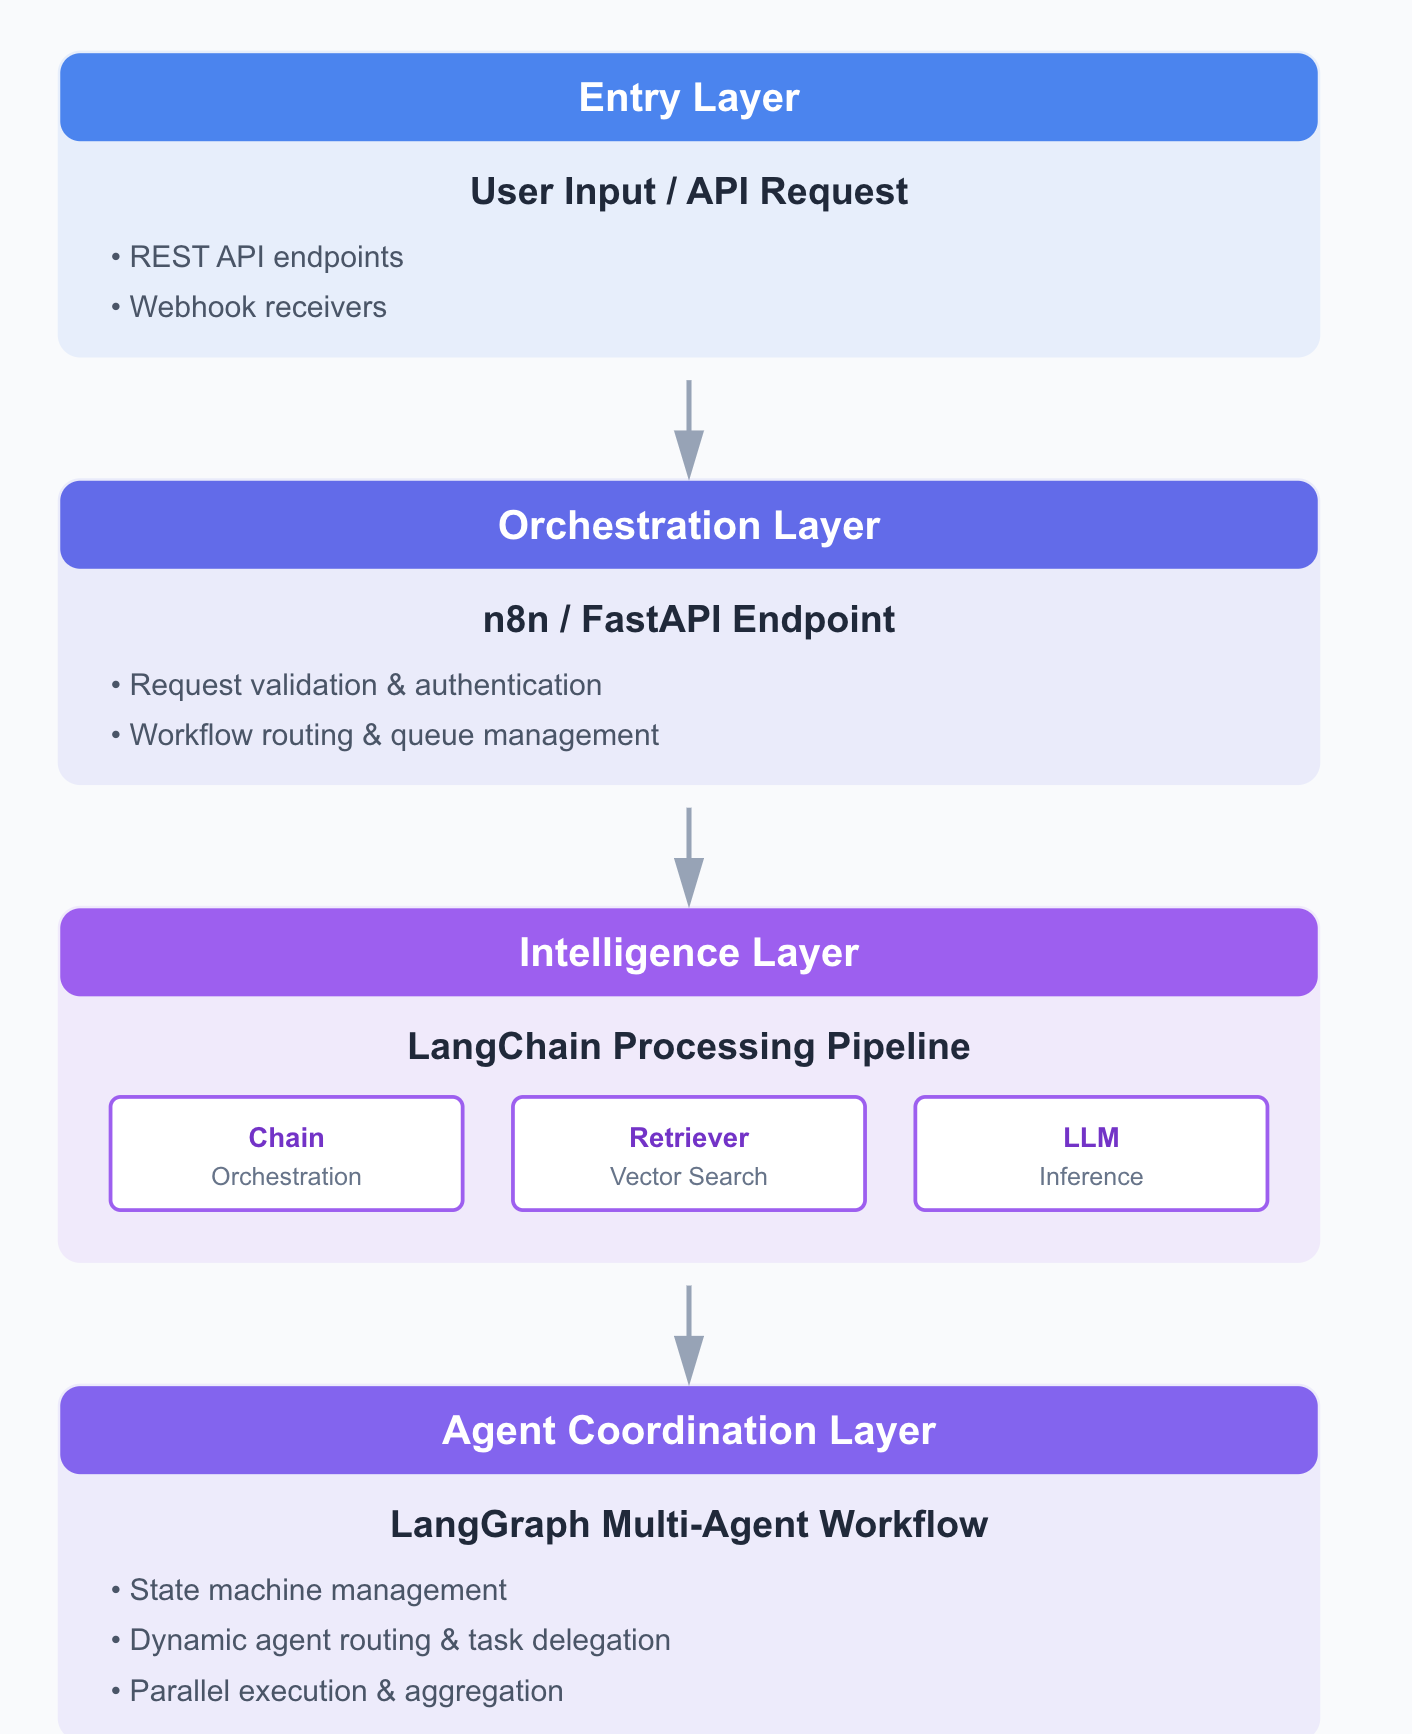 Entry Layer
User Input / API Request
• REST API endpoints
• Webhook receivers
Orchestration Layer
n8n / FastAPI Endpoint
• Request validation & authentication
• Workflow routing & queue management
Intelligence Layer
LangChain Processing Pipeline
Chain
Orchestration
Retriever
Vector Search
LLM
Inference
Agent Coordination Layer
LangGraph Multi-Agent Workflow
• State machine management
• Dynamic agent routing & task delegation
• Parallel execution & aggregation